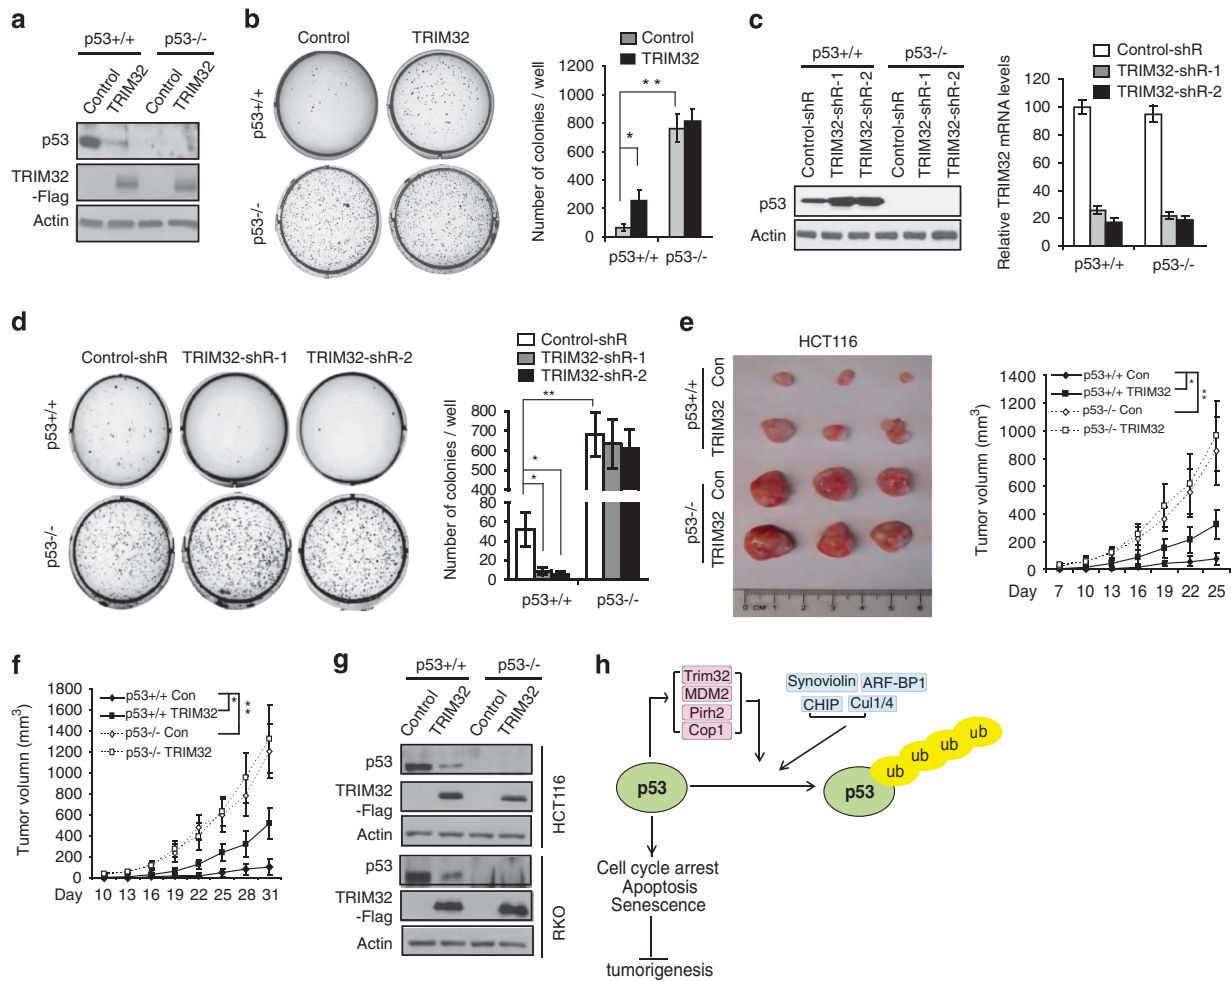 a
p53+/+ p53-/-
Control
TRIM32
Control
TRIM32
p53
TRIM32
-Flag
Actin
b
Control TRIM32
p53+/+
p53-/-
Control
TRIM32
Number of colonies / well
1200
1000
800
600
400
200
0
* *
*
p53+/+ p53-/-
c
p53+/+ p53-/-
Control-shR
TRIM32-shR-1
TRIM32-shR-2
Control-shR
TRIM32-shR-1
TRIM32-shR-2
p53
Actin
Control-shR
TRIM32-shR-1
TRIM32-shR-2
Relative TRIM32 mRNA levels
120
100
80
60
40
20
0
p53+/+ p53-/-
d
Control-shR TRIM32-shR-1 TRIM32-shR-2
p53+/+
p53-/-
Control-shR
TRIM32-shR-1
TRIM32-shR-2
Number of colonies / well
800
700
600
500
400
80
60
40
20
0
**
*
*
p53+/+ p53-/-
e
HCT116
p53+/+
Con
TRIM32
p53-/-
Con
TRIM32
0 CM 1 2 3 4 5 6
Tumor volumn (mm3)
1400
1200
1000
800
600
400
200
0
p53+/+ Con
p53+/+ TRIM32
p53-/- Con
p53-/- TRIM32
*
**
Day 7 10 13 16 19 22 25
f
Tumor volumn (mm3)
1800
1600
1400
1200
1000
800
600
400
200
0
p53+/+ Con
p53+/+ TRIM32
p53-/- Con
p53-/- TRIM32
*
**
Day 10 13 16 19 22 25 28 31
g
p53+/+ p53-/-
Control
TRIM32
Control
TRIM32
p53
TRIM32
-Flag
Actin
HCT116
p53
TRIM32
-Flag
Actin
RKO
h
Trim32
MDM2
Pirh2
Cop1
Synoviolin ARF-BP1
CHIP Cul1/4
p53
p53
ub
ub
ub
ub
Cell cycle arrest
Apoptosis
Senescence
tumorigenesis